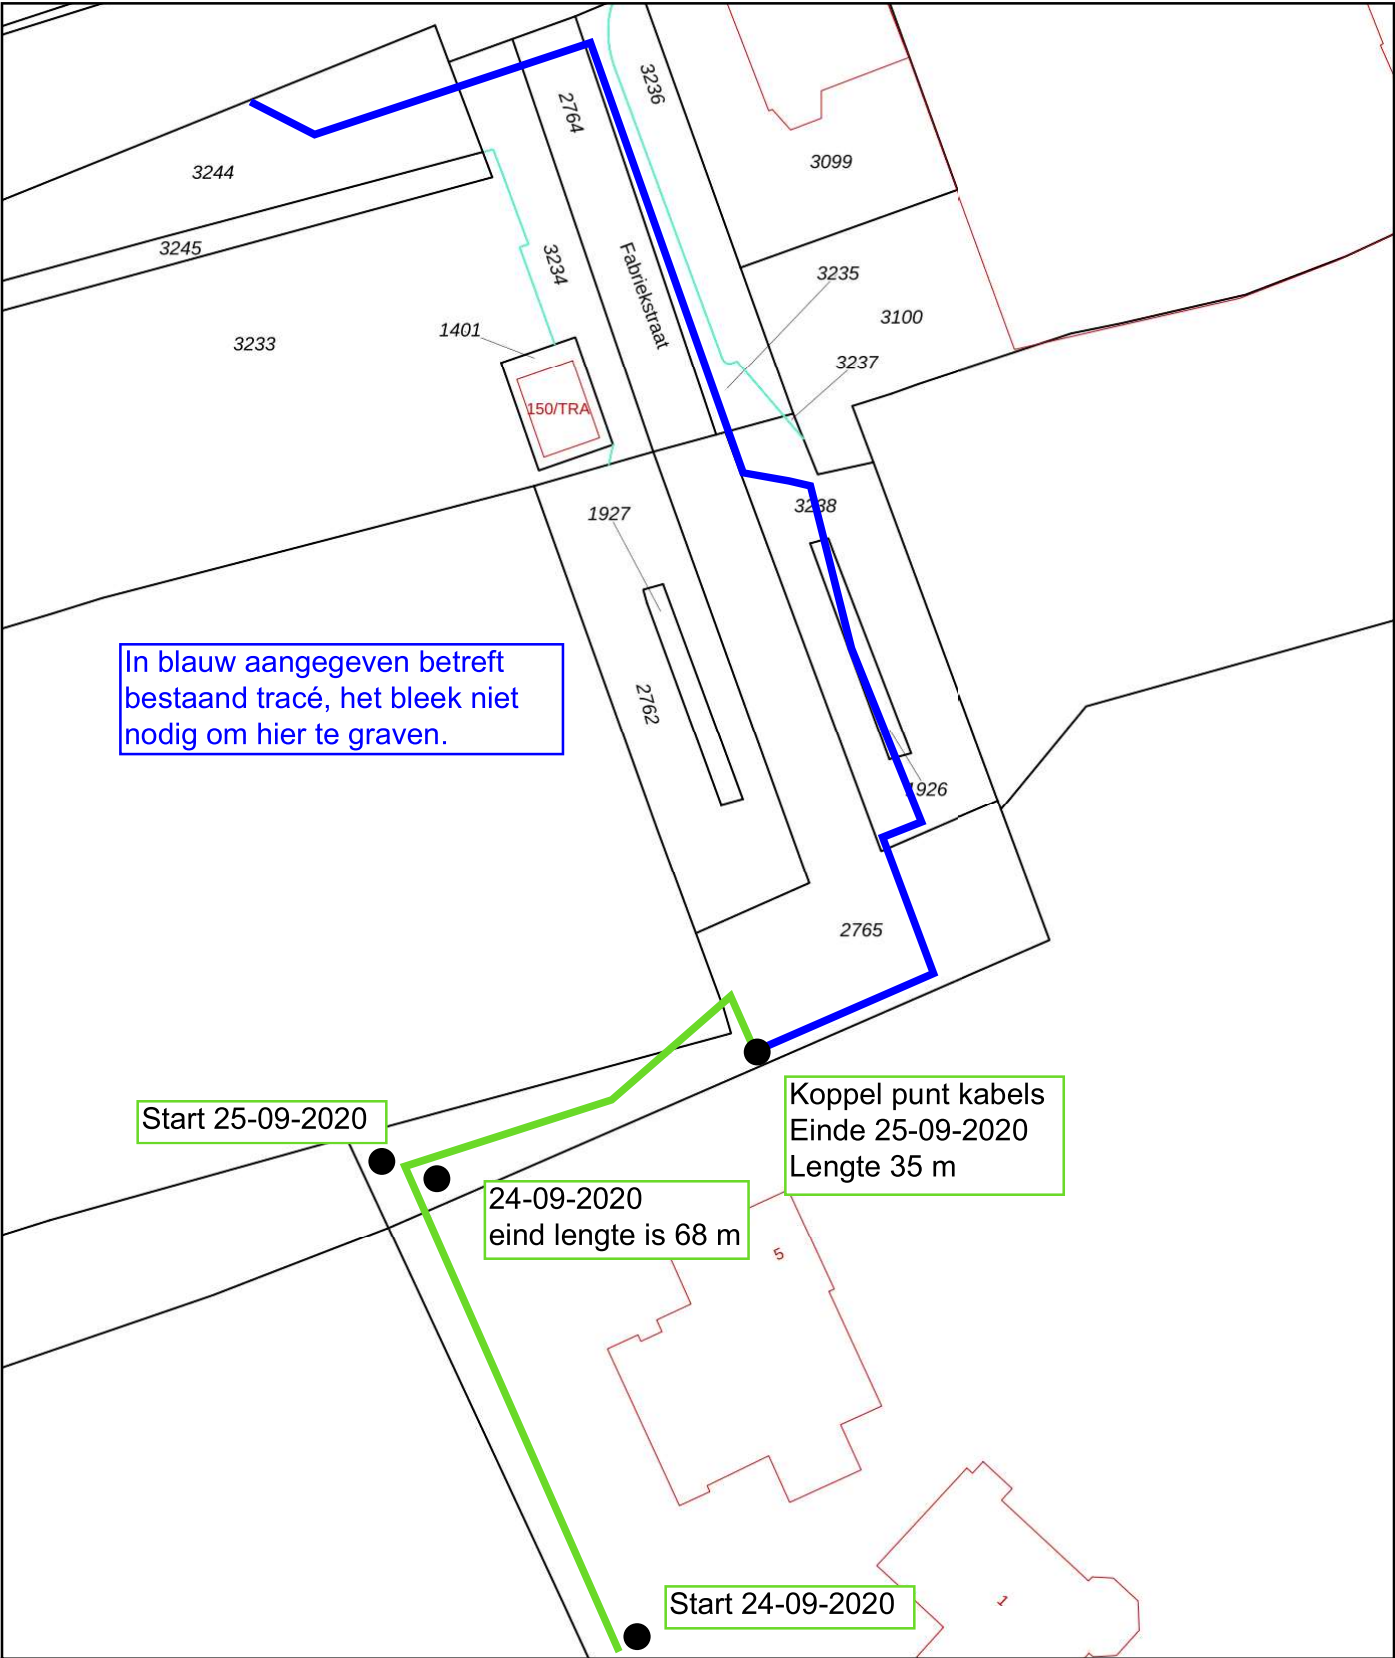 2764
3236
3099
3244
3245
3234
Fabriekstraat
3235
3100
1401
3233
3237
150/TRA
1927
3238
In blauw aangegeven betreft
bestaand tracé, het bleek niet
nodig om hier te graven.
2762
1926
2765
Koppel punt kabels
Einde 25-09-2020
Lengte 35 m
Start 25-09-2020
24-09-2020
eind lengte is 68 m
5
Start 24-09-2020
1